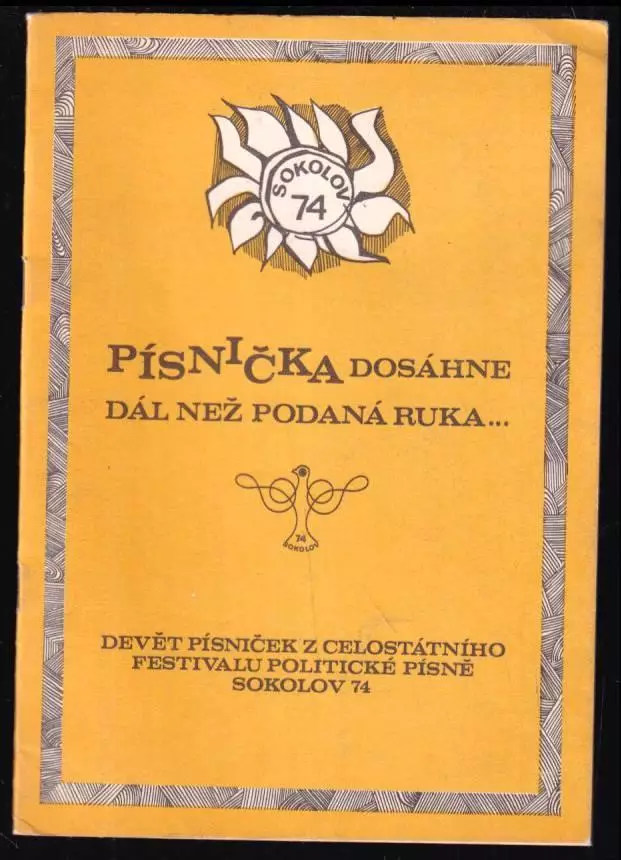 SOKOLOV
74
PÍSNIČKA DOSÁHNE
DÁL NEŽ PODANÁ RUKA...
74
SOKOLOV
DEVĚT PÍSNIČEK Z CELOSTÁTNÍHO
FESTIVALU POLITICKÉ PÍSNĚ
SOKOLOV 74